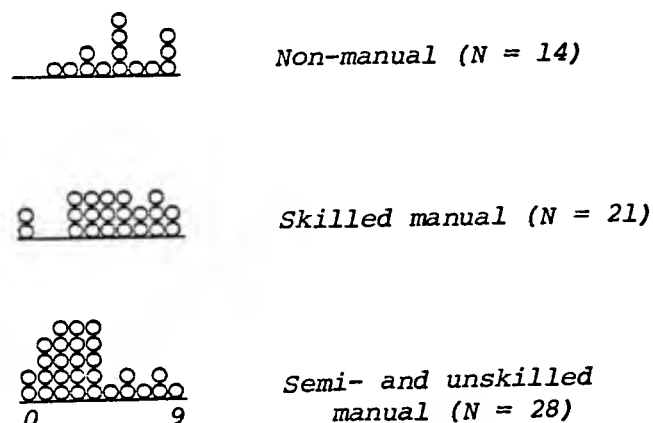 Non-manual (N = 14)
Skilled manual (N = 21)
Semi- and unskilled
manual (N = 28)
0 9